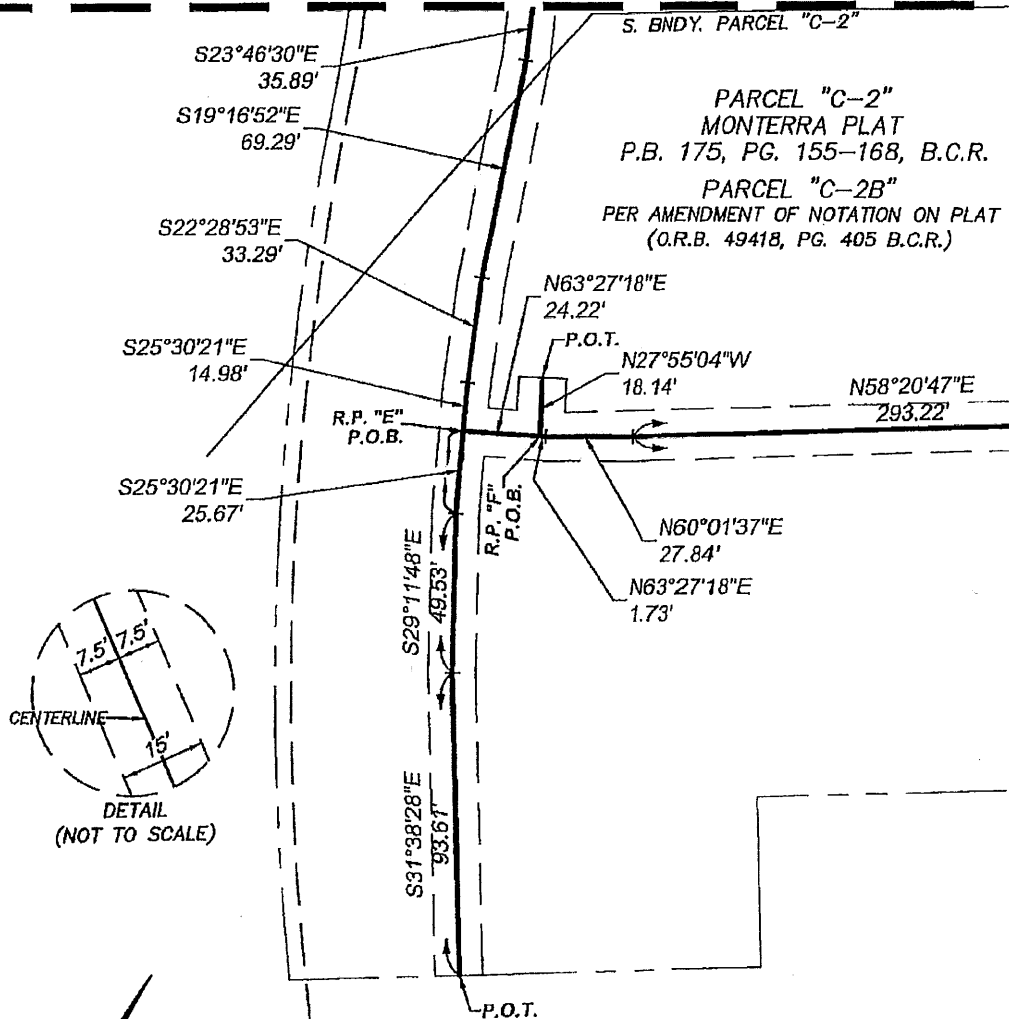 S. BNDY. PARCEL "C-2"
S23°46'30"E
35.89'
S19°16'52"E
69.29'
PARCEL "C-2"
MONTERRA PLAT
P.B. 175, PG. 155-168, B.C.R.
PARCEL "C-2B"
PER AMENDMENT OF NOTATION ON PLAT
(O.R.B. 49418, PG. 405 B.C.R.)
S22°28'53"E
33.29'
N63°27'18"E
24.22'
P.O.T.
N27°55'04"W
18.14'
N58°20'47"E
293.22'
S25°30'21"E
14.98'
R.P. "E"
P.O.B.
S25°30'21"E
25.67'
R.P. "F"
P.O.B.
N60°01'37"E
27.84'
N63°27'18"E
1.73'
S29°11'48"E
49.53'
7.5' 7.5'
CENTERLINE
15'
DETAIL
(NOT TO SCALE)
S31°38'28"E
93.61'
P.O.T.